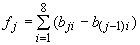 f_j = \sum_{i=1}^{8} (b_{ji} - b_{(j-1)i})